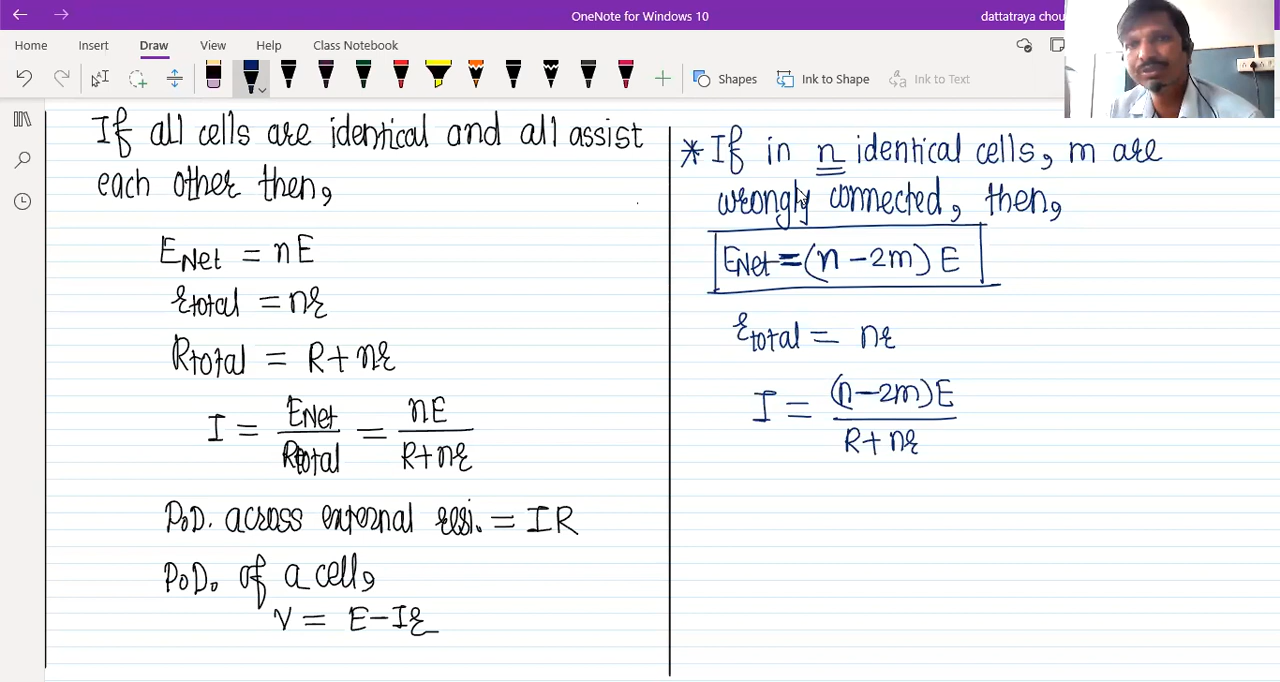 OneNote for Windows 10
dattatraya chou
Home Insert Draw View Help Class Notebook
Shapes Ink to Shape Ink to Text
If all cells are identical and all assist
each other then,
ENet = nE
rtotal = nr
Rtotal = R + nr
I = ENet / Rtotal = nE / R + nr
P.D. across external resi. = IR
P.D. of a cell,
V = E - Ir
* If in n identical cells, m are
wrongly connected, then,
ENet = (n - 2m) E
rtotal = nr
I = (n - 2m)E / R + nr